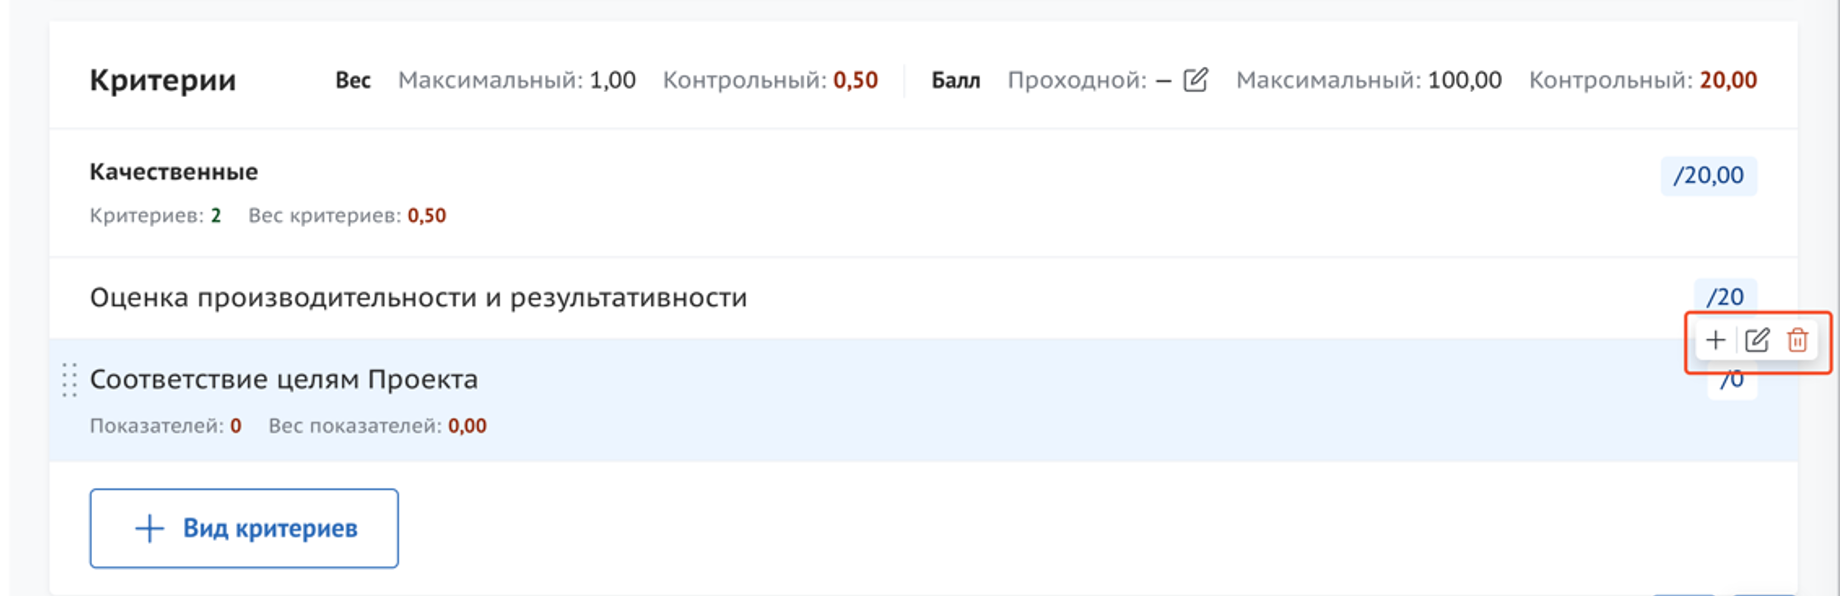 Критерии Вес Максимальный: 1,00 Контрольный: 0,50 Балл Проходной: — Максимальный: 100,00 Контрольный: 20,00
Качественные /20,00
Критериев: 2 Вес критериев: 0,50
Оценка производительности и результативности /20
Соответствие целям Проекта /0
Показателей: 0 Вес показателей: 0,00
+ Вид критериев